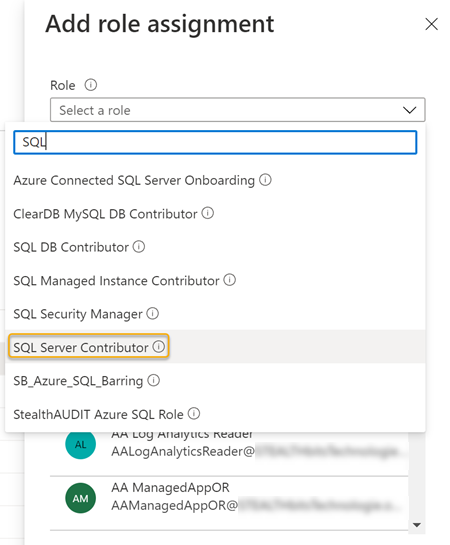 Add role assignment
Role
Select a role
SQL
Azure Connected SQL Server Onboarding
ClearDB MySQL DB Contributor
SQL DB Contributor
SQL Managed Instance Contributor
SQL Security Manager
SQL Server Contributor
SB_Azure_SQL_Barring
StealthAUDIT Azure SQL Role
AL
AA Log Analytics Reader
AALogAnalyticsReader@
AM
AA ManagedAppOR
AAManagedAppOR@